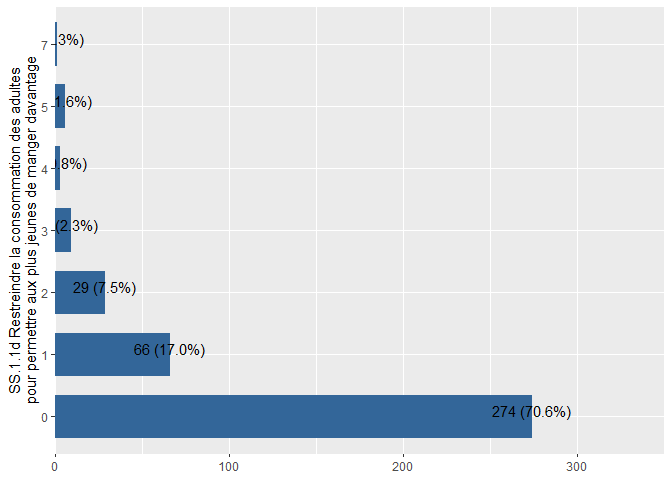 SS.1.1d Restreindre la consommation des adultes
pour permettre aux plus jeunes de manger davantage
7 3%)
5 1.6%)
4 .8%)
3 (2.3%)
2 29 (7.5%)
1 66 (17.0%)
0 274 (70.6%)
0 100 200 300